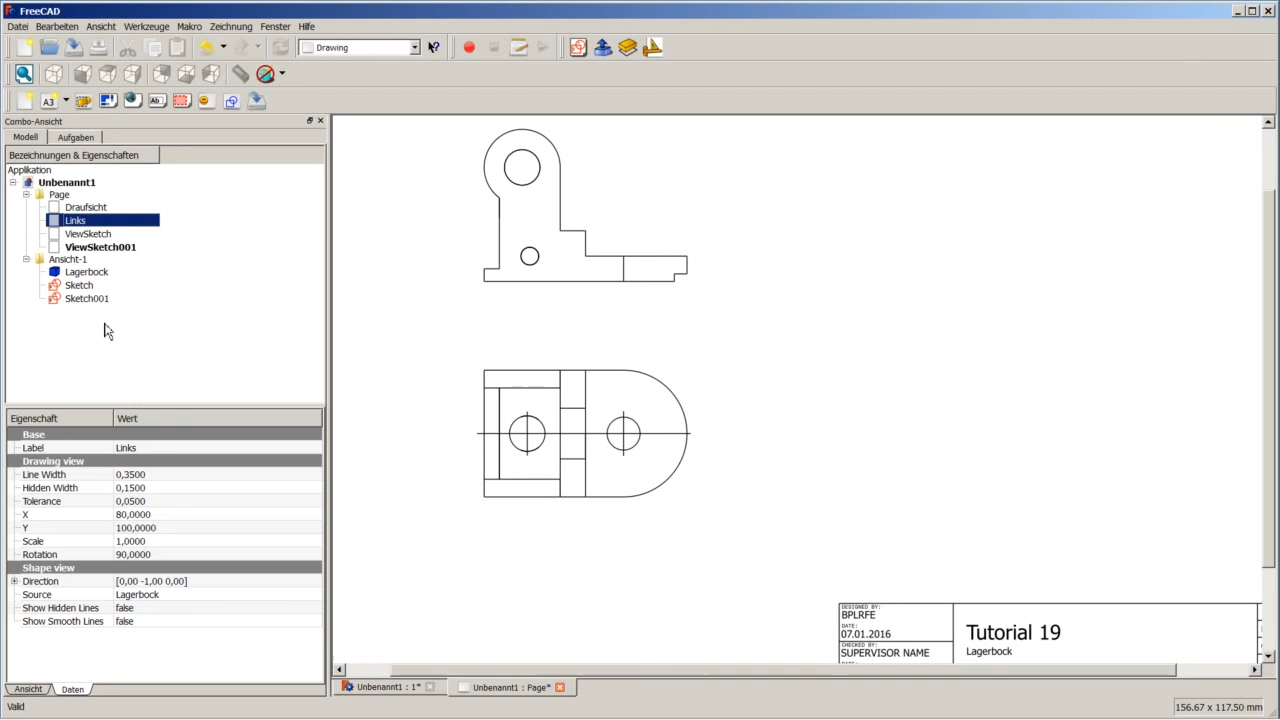 FreeCAD
Datei Bearbeiten Ansicht Werkzeuge Makro Zeichnung Fenster Hilfe
Drawing
A3
Combo-Ansicht
Modell Aufgaben
Bezeichnungen & Eigenschaften
Applikation
Unbenannt1
Page
Draufsicht
Links
ViewSketch
ViewSketch001
Ansicht-1
Lagerbock
Sketch
Sketch001
Eigenschaft Wert
Base
Label Links
Drawing view
Line Width 0,3500
Hidden Width 0,1500
Tolerance 0,0500
X 80,0000
Y 100,0000
Scale 1,0000
Rotation 90,0000
Shape view
Direction [0,00 -1,00 0,00]
Source Lagerbock
Show Hidden Lines false
Show Smooth Lines false
Ansicht Daten
DESIGNED BY:
BPLRFE
DATE:
07.01.2016
CHECKED BY:
SUPERVISOR NAME
Tutorial 19
Lagerbock
Unbenannt1 : 1* Unbenannt1 : Page*
Valid 156.67 x 117.50 mm